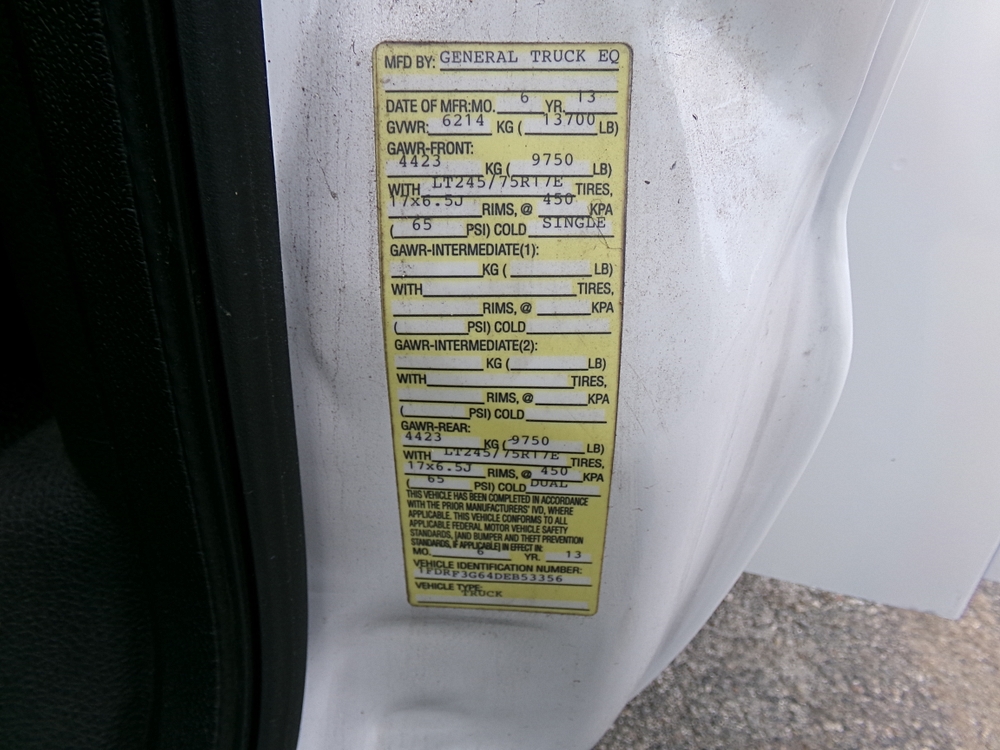 MFD BY: GENERAL TRUCK EQ
DATE OF MFR:MO. 6 YR. 13
GVWR: 6214 KG ( 13700 LB)
GAWR-FRONT:
4423 KG ( 9750 LB)
WITH LT245/75R17E TIRES,
17x6.5J RIMS, @ 450 KPA
( 65 PSI) COLD SINGLE
GAWR-INTERMEDIATE(1):
KG ( LB)
WITH TIRES,
RIMS, @ KPA
( PSI) COLD
GAWR-INTERMEDIATE(2):
KG ( LB)
WITH TIRES,
RIMS, @ KPA
( PSI) COLD
GAWR-REAR:
4423 KG ( 9750 LB)
WITH LT245/75R17E TIRES,
17x6.5J RIMS, @ 450 KPA
( 65 PSI) COLD DUAL
THIS VEHICLE HAS BEEN COMPLETED IN ACCORDANCE
WITH THE PRIOR MANUFACTURERS' IVD, WHERE
APPLICABLE. THIS VEHICLE CONFORMS TO ALL
APPLICABLE FEDERAL MOTOR VEHICLE SAFETY
STANDARDS, [AND BUMPER AND THEFT PREVENTION
STANDARDS, IF APPLICABLE] IN EFFECT IN:
MO. 6 YR. 13
VEHICLE IDENTIFICATION NUMBER:
1FDRF3G64DEB53356
VEHICLE TYPE:
TRUCK